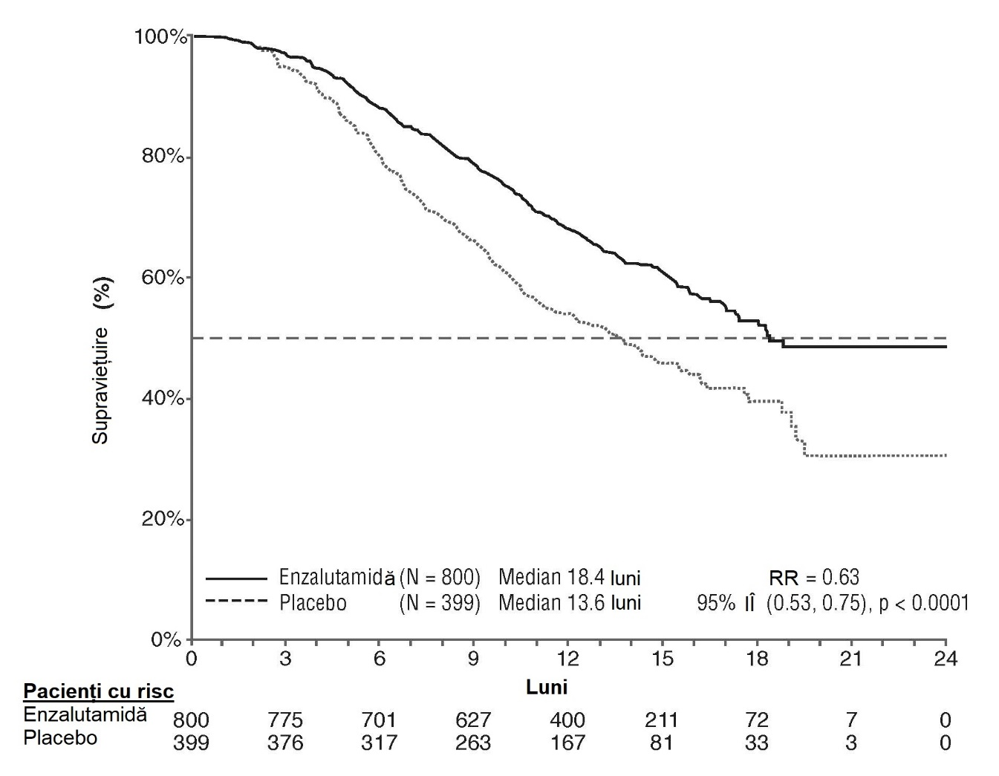 100%
80%
60%
40%
20%
0%
Supraviețuire (%)
Enzalutamidă (N = 800) Median 18.4 luni RR = 0.63
Placebo (N = 399) Median 13.6 luni 95% IÎ (0.53, 0.75), p < 0.0001
0 3 6 9 12 15 18 21 24
Luni
Pacienți cu risc
Enzalutamidă 800 775 701 627 400 211 72 7 0
Placebo 399 376 317 263 167 81 33 3 0